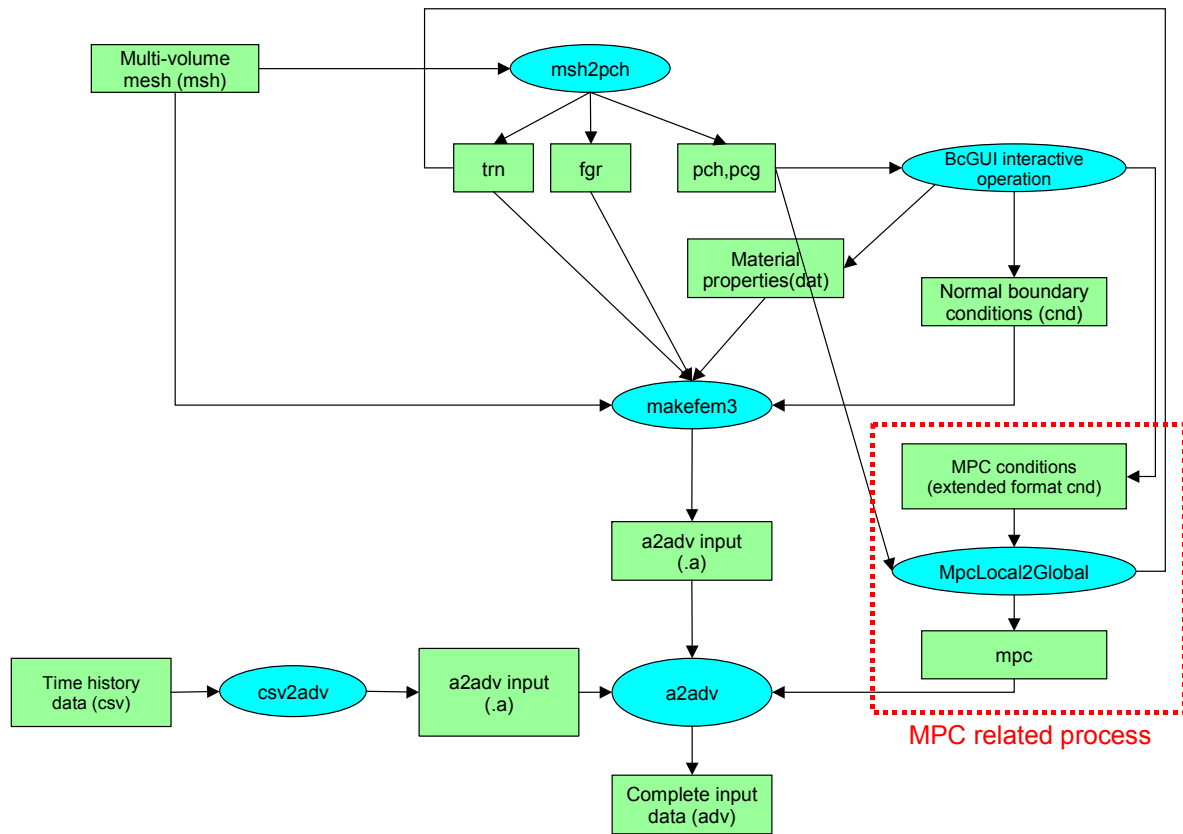 Multi-volume
mesh (msh)
msh2pch
trn
fgr
pch,pcg
BcGUI interactive
operation
Material
properties(dat)
Normal boundary
conditions (cnd)
makefem3
MPC conditions
(extended format cnd)
a2adv input
(.a)
MpcLocal2Global
mpc
Time history
data (csv)
csv2adv
a2adv input
(.a)
a2adv
MPC related process
Complete input
data (adv)